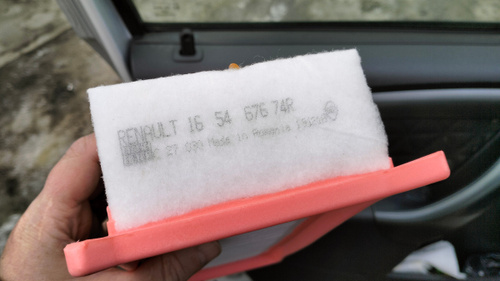 RENAULT 16 54 676 74R
27 030 Made in Romania